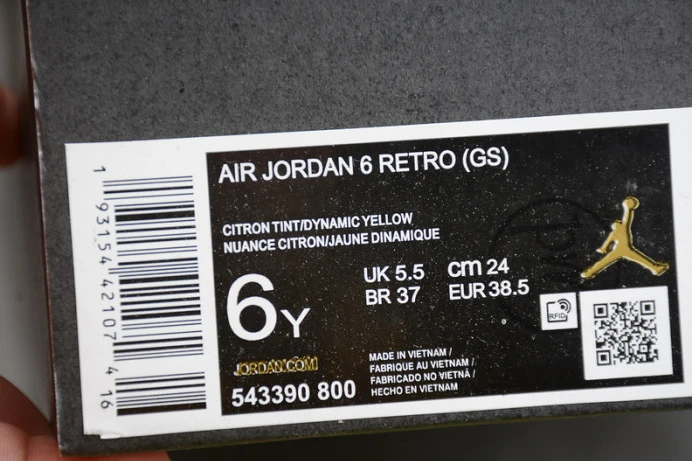 AIR JORDAN 6 RETRO (GS)
CITRON TINT/DYNAMIC YELLOW
NUANCE CITRON/JAUNE DINAMIQUE
6Y
UK 5.5 cm 24
BR 37 EUR 38.5
RFID
JORDAN.COM
543390 800
MADE IN VIETNAM /
FABRIQUE AU VIETNAM /
FABRICADO NO VIETNÃ /
HECHO EN VIETNAM
1 93154 42107 4 16